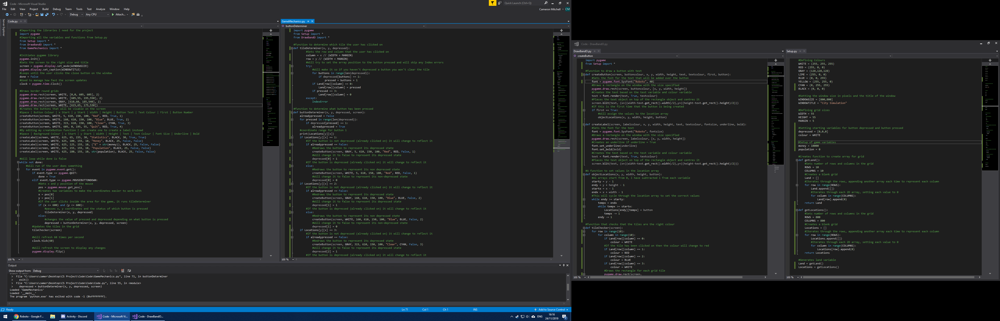 Code - Microsoft Visual Studio
Quick Launch (Ctrl+Q)
File Edit View Project Build Debug Team Tools Test Analyze Window Help
Cameron Mitchell CM
Debug Any CPU Attach...
Server Explorer
Code.py
#Importing the libraries I need for the project
import pygame
#Importing all the variables and functions from Setup.py
from Setup import *
from DrawBandO import *
from GameMechanics import *
#Initiates pygame library
pygame.init()
#Sets the screen to the right size and title
screen = pygame.display.set_mode(WINDOWSIZE)
pygame.display.set_caption(WINDOWTITLE)
#Loops until the user clicks the close button on the window
done = False
#Used to manage how fast the screen updates
clock = pygame.time.Clock()
#Draws border round grids
pygame.draw.rect(screen, WHITE, [0,0, 605, 605], 2)
pygame.draw.rect(screen, WHITE, [605,55, 195,550], 2)
pygame.draw.rect(screen, GRAY, [610,60, 185,540], 2)
pygame.draw.rect(screen, WHITE, [615,65, 175,530])
#Creates the buttons that will be visable on the screen
#Space | Button Colour | x Start | y Start | Width | Height | Button Text | Text Colour | First | Button Number
createButton(screen, WHITE, 5, 610, 150, 100, "Red", RED, True, 1)
createButton(screen, WHITE, 160, 610, 150, 100, "Blue", BLUE, True, 2)
createButton(screen, WHITE, 315, 610, 150, 100, "Clear", CYAN, True, 3)
createButton(screen, WHITE, 605, 0, 195, 55, "Quit", RED, True, 4)
#By editing my createButton function I can create one to create a label instead
#Space | Background Colour | x Start | y Start | Width | Height | Text | Text Colour | Font Size | Underline | Bold
createLabel(screen, WHITE, 625, 65, 155, 30, "Statistics", BLACK, 30, True, True)
createLabel(screen, WHITE, 625, 100, 155, 10, "Money", BLACK, 25, False, False)
createLabel(screen, WHITE, 625, 125, 155, 10, ("£" + str(money)), BLACK, 25, False, False)
createLabel(screen, WHITE, 625, 155, 155, 10, "Population", BLACK, 25, False, False)
createLabel(screen, WHITE, 625, 180, 155, 10, str(population), BLACK, 25, False, False)
#Will loop while done is false
while not done:
#Will run if the user does something
for event in pygame.event.get():
if event.type == pygame.QUIT:
done = True
elif event.type == pygame.MOUSEBUTTONDOWN:
#Gets x and y position of the mouse
pos = pygame.mouse.get_pos()
#Creates two variables to make the coordinates easier to work with
x = pos[0]
y = pos[1]
#If the user clicks inside the area for the game, it runs tileDeterminer
if (x <= 600) and (y <= 600):
#passes x, y coordinates and the status of which button is pressed
tileDeterminer(x, y, depressed)
else:
#changes the value of pressed and depressed depending on what button is pressed
depressed = buttonDeterminer(x, y, depressed, screen)
#Updates the tiles in the grid
tileChecker(screen)
#Will refresh 60 times per second
clock.tick(60)
#Will refresh the screen to display any changes
pygame.display.flip()
100 %
GameMechanics.py
buttonDeterminer
import pygame
from Setup import *
from DrawBandO import *
#function to determine which tile the user has clicked on
def tileDeterminer(x, y, depressed):
#Sets the row and column that the user has clicked on
column = x // (WIDTH + MARGIN)
row = y // (WIDTH + MARGIN)
#Will try to set the array position to the button pressed and will skip any Index errors
try:
#Will make it so if you haven't depressed a button you won't clear the tile
for buttons in range(len(depressed)):
if depressed[buttons] == 1:
pressed = buttons + 1
if Land[row][column] == 0:
Land[row][column] = pressed
if pressed == 3:
Land[row][column] = 0
except:
IndexError
#function to determine what button has been pressed
def buttonDeterminer(x, y, depressed, screen):
alreadypressed = False
for pressed in range(len(depressed)):
if depressed[pressed] == 1:
alreadypressed = True
#coordinate range for button 1
print(Locations[y][x])
if Locations[y][x] == 1:
#If the button is not depressed (already clicked on) it will change to reflect it
if alreadypressed == False:
#Redraws the button to represent its depressed state
createButton(screen, GRAY, 5, 610, 150, 100, "Red", RED, False, 1)
#Will change it to false to represent its depressed state
depressed[0] = 1
#If the button is depressed (already clicked on) it will change to reflect it
else:
#Redraws the button to represent its non depressed state
createButton(screen, WHITE, 5, 610, 150, 100, "Red", RED, False, 1)
#Will change it to false to represent its non-depressed state
depressed[0] = 0
if Locations[y][x] == 2:
#If the button is not depressed (already clicked on) it will change to reflect it
if alreadypressed == False:
#Redraws the button to represent its depressed state
createButton(screen, GRAY, 160, 610, 150, 100, "Blue", BLUE, False, 2)
#Will change it to false to represent its depressed state
depressed[1] = 1
#If the button is depressed (already clicked on) it will change to reflect it
else:
#Redraws the button to represent its non depressed state
createButton(screen, WHITE, 160, 610, 150, 100, "Blue", BLUE, False, 2)
#Will change it to false to represent its non-depressed state
depressed[1] = 0
if Locations[y][x] == 3:
#If the button is not depressed (already clicked on) it will change to reflect it
if alreadypressed == False:
#Redraws the button to represent its depressed state
createButton(screen, GRAY, 315, 610, 150, 100, "Clear", CYAN, False, 3)
#Will change it to false to represent its depressed state
depressed[2] = 1
#If the button is depressed (already clicked on) it will change to reflect it
100 %
Output
Show output from: Debug
> File "C:\Users\camer\Desktop\CS Project\Code\Code\GameMechanics.py", line 71, in buttonDeterminer
> exit()
> File "C:\Users\camer\Desktop\CS Project\Code\Code\Code.py", line 55, in <module>
> depressed = buttonDeterminer(x, y, depressed, screen)
Loaded 'GameMechanics'
Loaded '__main__'
The program 'python.exe' has exited with code -1 (0xffffffff).
Ready Ln 71 Col 1 Ch 1 INS Add to Source Control
Roboto - Google F... Activity - Discord Code - Microsoft Vi... Code - DrawBandO... ENG 16:16 24/11/2019 2
Code - DrawBandO.py
DrawBandO.py
createButton
import pygame
from Setup import *
#function to draw a button with text
def createButton(screen, buttoncolour, x, y, width, height, text, textcolour, first, button):
#Sets the font for the text that will be added over the button
font = pygame.font.SysFont("Roboto", 40)
#Draws a rectangle on the window with the size specified
pygame.draw.rect(screen, buttoncolour, [x, y, width, height])
#Creates the text based on the text variable and colour variable
text = font.render(text, True, textcolour)
#Places the text object on top of the rectangle object and centres it
screen.blit(text, (x+((width-text.get_rect().width)/2),y+((height-text.get_rect().height)/2)))
#If this is the first time that the button is being created
if first == True:
#Will assign the values to the location array
objectLocations(x, y, width, height, button)
def createLabel(screen, labelcolour, x, y, width, height, text, textcolour, fontsize, underline, bold):
#Sets the font for the text
font = pygame.font.SysFont("Roboto", fontsize)
#Draws a rectangle on the window with the size specified
pygame.draw.rect(screen, labelcolour, [x, y, width, height])
#Creates an underline if underline = True
font.set_underline(underline)
font.set_bold(bold)
#Creates the text based on the text variable and colour variable
text = font.render(text, True, textcolour)
#Places the text object on top of the rectangle object and centres it
screen.blit(text, (x+((width-text.get_rect().width)/2),y+((height-text.get_rect().height)/2)))
#A function to set values in the location array
def objectLocations(x, y, width, height, button):
#As arrays start from 0, I have subtracted 1 from each variable
starty = y - 1
endy = y + height - 1
startx = x - 1
endx = x + width - 1
#This will cycle through the location array to set the correct values
while endy >= starty:
tempx = endx
while tempx >= startx:
Locations[endy][tempx] = button
tempx -= 1
endy -= 1
#function that checks that the tiles are the right colour
def tileChecker(screen):
for row in range(10):
for column in range(10):
if Land[row][column] == 0:
colour = WHITE
#If the tile has been clicked on then the colour will change to red
if Land[row][column] == 1:
colour = RED
if Land[row][column] == 2:
colour = BLUE
if Land[row][column] == 3:
colour = WHITE
#Draws the rectangle for each grid tile
pygame.draw.rect(screen,
100 %
Setup.py
#Defining Colours
WHITE = (255, 255, 255)
RED = (255, 0, 0)
GRAY = (128,128,128)
LIME = (255, 0, 0)
BLUE = (0, 0, 255)
YELLOW = (255, 255, 0)
CYAN = (0, 255, 255)
BLACK = (0, 0, 0)
#Setting the window size in pixels and the title of the window
WINDOWSIZE = [800,800]
WINDOWTITLE = "City Simulation"
#Defining grid sizes
WIDTH = 55
HEIGHT = 55
MARGIN = 5
#Setting starting variables for button depressed and button pressed
depressed = [0,0,0]
colour = WHITE
#Setup of game variables
money = 10000
population = 0
#Creates function to create array for grid
def getLand():
#Sets number of rows and columns in the grid
ROWS = 10
COLUMNS = 10
#Creates a blank grid
Land = []
#Iterates through the rows, appending another array each time to represent each column
for row in range(ROWS):
Land.append([])
#Iterates through each 2D array, setting each value to 0
for column in range(COLUMNS):
Land[row].append(0)
return Land
def getLocations():
#Sets number of rows and columns in the grid
ROWS = 800
COLUMNS = 800
#Creates a blank grid
Locations = []
#Iterates through the rows, appending another array each time to represent each column
for row in range(ROWS):
Locations.append([])
#Iterates through each 2D array, setting each value to 0
for column in range(COLUMNS):
Locations[row].append(0)
return Locations
#Generates land variable
Land = getLand()
Locations = getLocations()
100 %